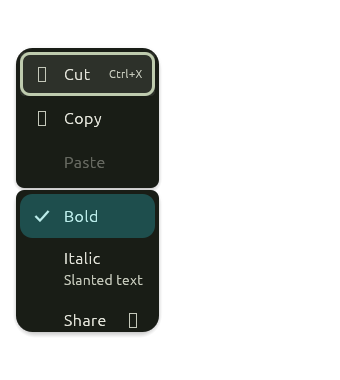 Cut Ctrl+X
Copy
Paste
Bold
Italic
Slanted text
Share